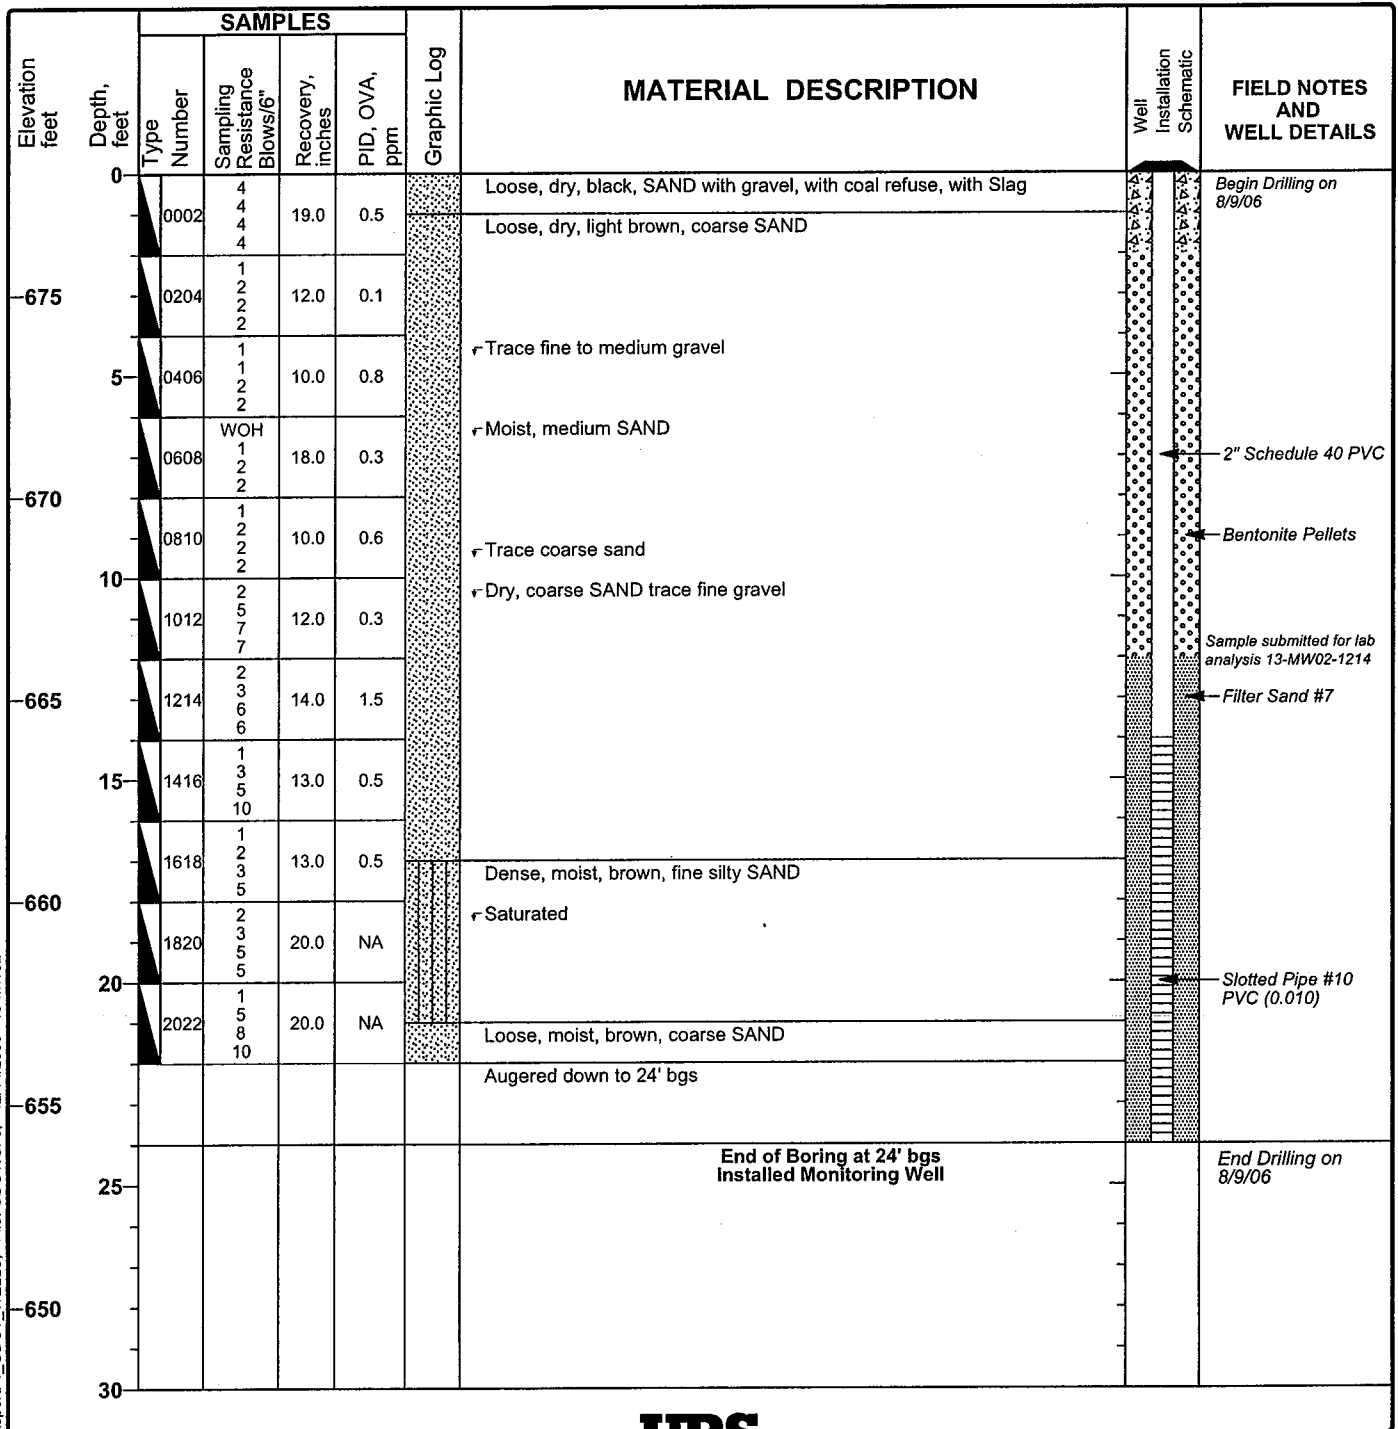 SAMPLES
Elevation
feet
Depth,
feet
Type
Number
Sampling
Resistance
Blows/6"
Recovery,
inches
PID, OVA,
ppm
Graphic Log
MATERIAL DESCRIPTION
Well
Installation
Schematic
FIELD NOTES
AND
WELL DETAILS
0
4
4
4
4
0002
19.0
0.5
Loose, dry, black, SAND with gravel, with coal refuse, with Slag
Begin Drilling on
8/9/06
Loose, dry, light brown, coarse SAND
675
1
2
2
2
0204
12.0
0.1
Trace fine to medium gravel
5
1
1
2
2
0406
10.0
0.8
Moist, medium SAND
WOH
1
2
2
0608
18.0
0.3
2" Schedule 40 PVC
670
1
2
2
2
0810
10.0
0.6
Bentonite Pellets
Trace coarse sand
10
Dry, coarse SAND trace fine gravel
2
5
7
7
1012
12.0
0.3
Sample submitted for lab
analysis 13-MW02-1214
665
2
3
6
6
1214
14.0
1.5
Filter Sand #7
15
1
3
5
10
1416
13.0
0.5
1
2
3
5
1618
13.0
0.5
Dense, moist, brown, fine silty SAND
660
Saturated
2
3
5
5
1820
20.0
NA
20
Slotted Pipe #10
PVC (0.010)
1
5
8
10
2022
20.0
NA
Loose, moist, brown, coarse SAND
Augered down to 24' bgs
655
End of Boring at 24' bgs
Installed Monitoring Well
End Drilling on
8/9/06
25
650
30
URS